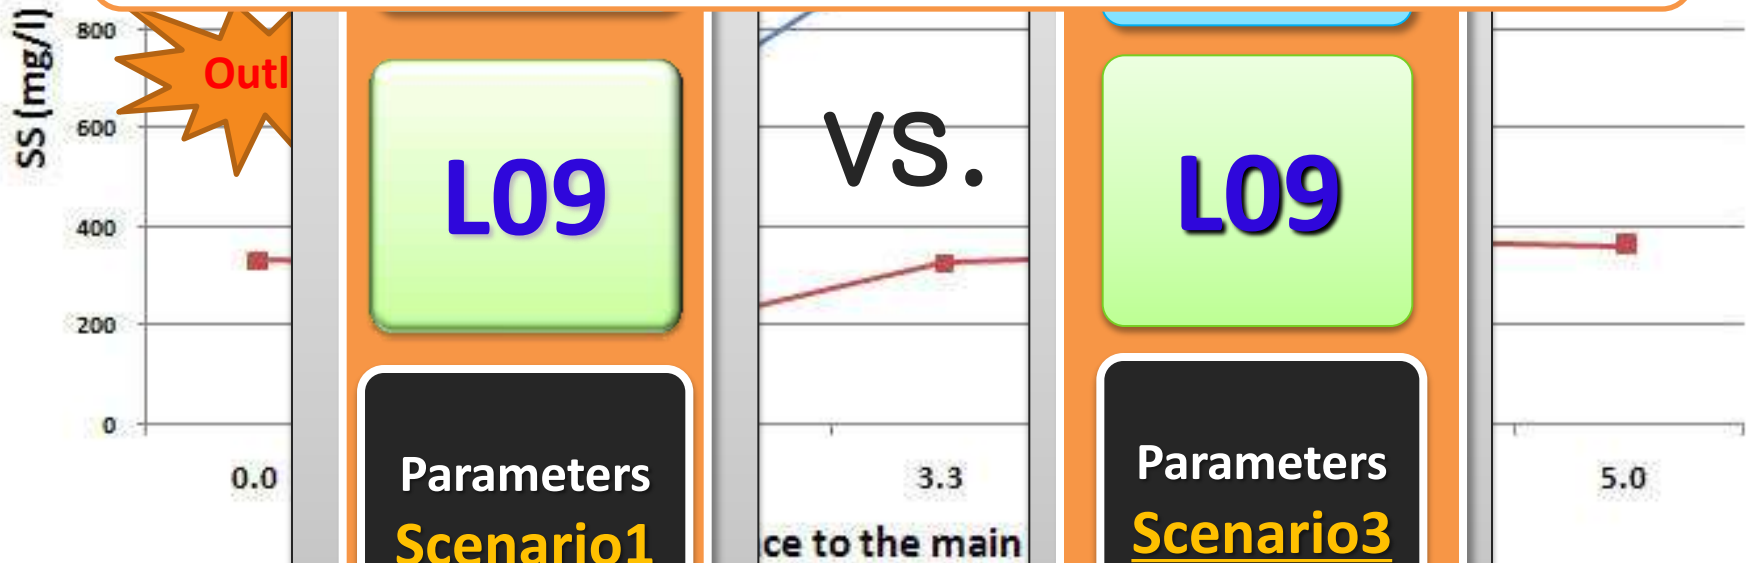 SS (mg/l)
800
600
400
200
0
Outl
L09
vs.
L09
0.0
3.3
5.0
Parameters
Scenario1
ce to the main
Parameters
Scenario3